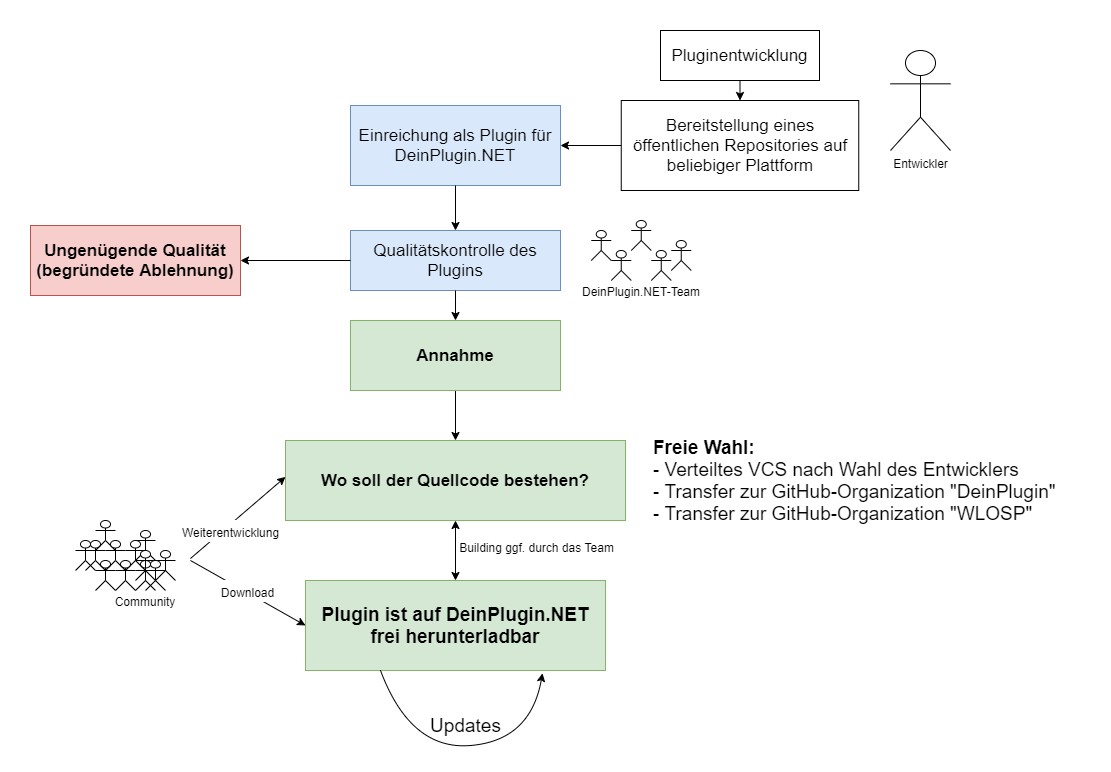 Pluginentwicklung
Bereitstellung eines
öffentlichen Repositories auf
beliebiger Plattform
Entwickler
Einreichung als Plugin für
DeinPlugin.NET
Qualitätskontrolle des
Plugins
DeinPlugin.NET-Team
Ungenügende Qualität
(begründete Ablehnung)
Annahme
Wo soll der Quellcode bestehen?
Freie Wahl:
- Verteiltes VCS nach Wahl des Entwicklers
- Transfer zur GitHub-Organization "DeinPlugin"
- Transfer zur GitHub-Organization "WLOSP"
Weiterentwicklung
Building ggf. durch das Team
Download
Community
Plugin ist auf DeinPlugin.NET
frei herunterladbar
Updates